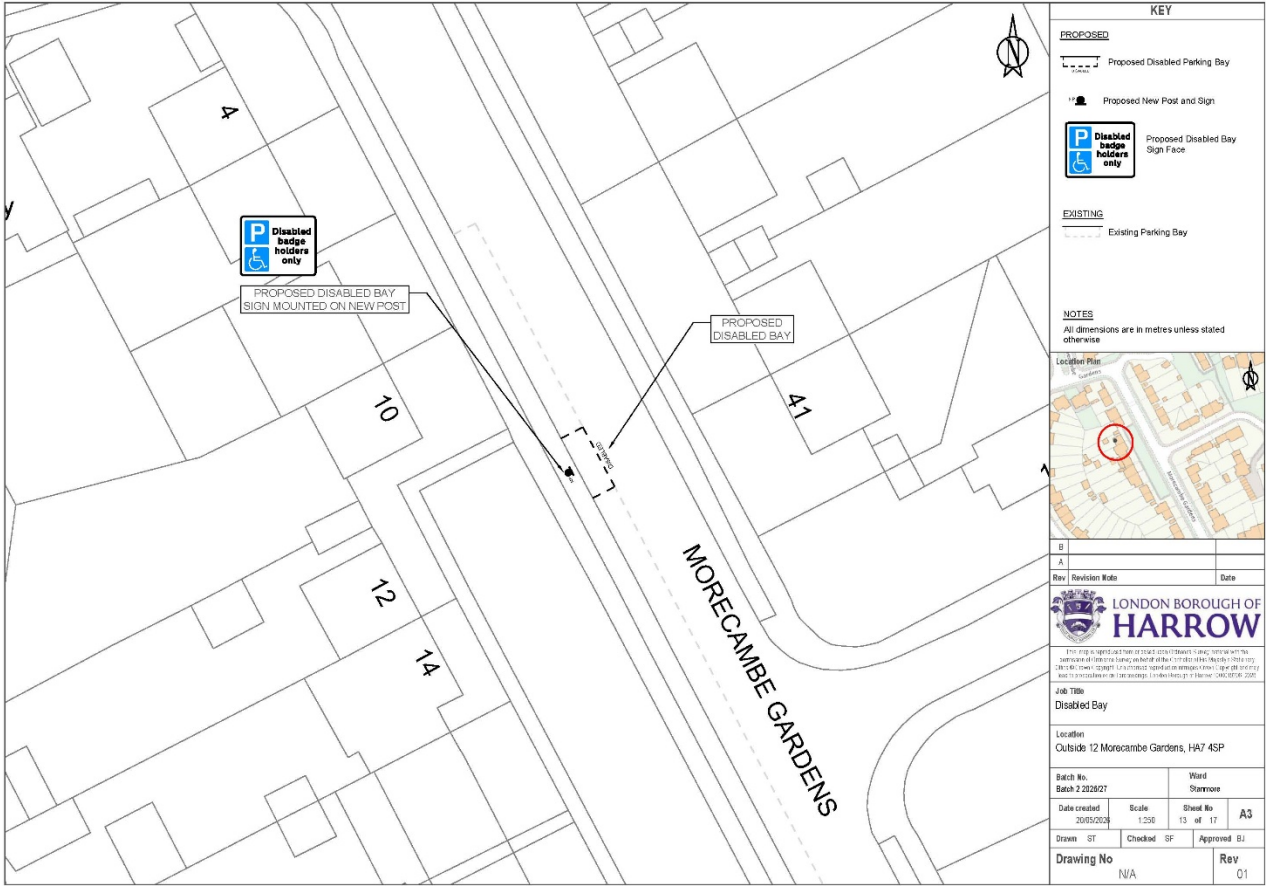 4
y
P Disabled
badge
holders
only
PROPOSED DISABLED BAY
SIGN MOUNTED ON NEW POST
PROPOSED
DISABLED BAY
10
41
DISABLED
12
14
MORECAMBE GARDENS
N
KEY
PROPOSED
Proposed Disabled Parking Bay
Proposed New Post and Sign
P Disabled
badge
holders
only
Proposed Disabled Bay
Sign Face
EXISTING
Existing Parking Bay
NOTES
All dimensions are in metres unless stated
otherwise
Location Plan
Gardens
N
Morecambe Gardens
B
A
Rev Revision Note Date
LONDON BOROUGH OF
HARROW
Job Title
Disabled Bay
Location
Outside 12 Morecambe Gardens, HA7 4SP
Batch No.
Batch 2 2026/27
Ward
Stanmore
Date created
20/05/2026
Scale
1:250
Sheet No
13 of 17
A3
Drawn ST Checked SF Approved BJ
Drawing No
N/A
Rev
01